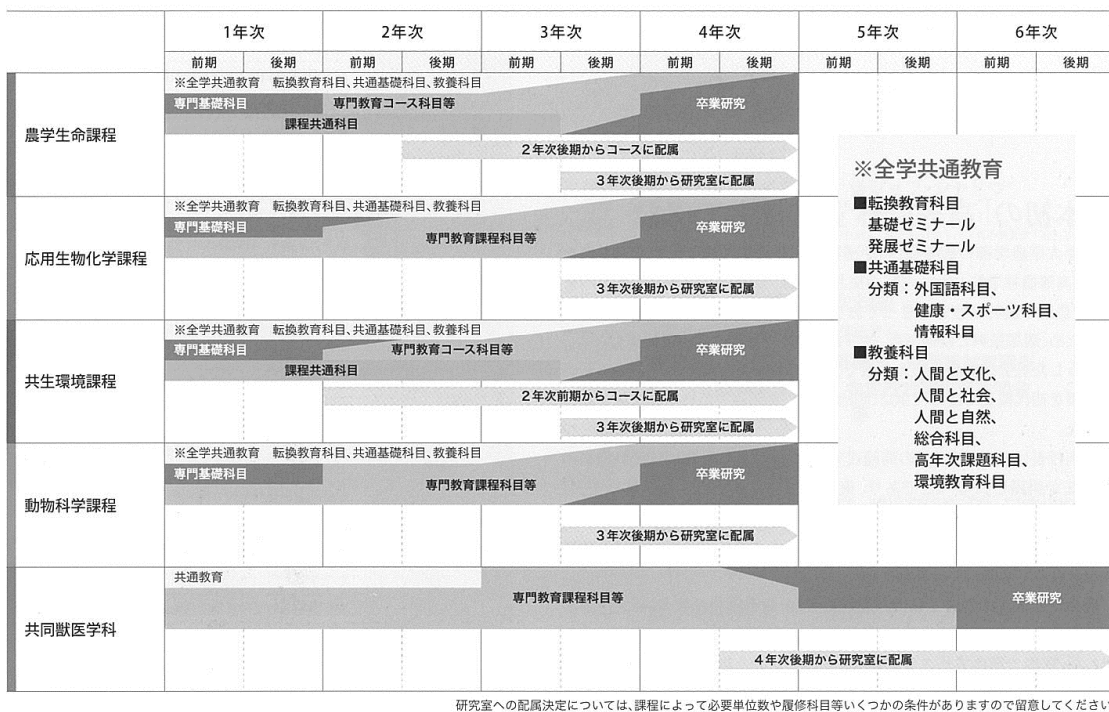 1年次 2年次 3年次 4年次 5年次 6年次
前期 後期 前期 後期 前期 後期 前期 後期 前期 後期 前期 後期
農学生命課程
※全学共通教育 転換教育科目、共通基礎科目、教養科目
専門基礎科目 専門教育コース科目等 卒業研究
課程共通科目
2年次後期からコースに配属
3年次後期から研究室に配属
応用生物化学課程
※全学共通教育 転換教育科目、共通基礎科目、教養科目
専門基礎科目 専門教育課程科目等 卒業研究
3年次後期から研究室に配属
共生環境課程
※全学共通教育 転換教育科目、共通基礎科目、教養科目
専門基礎科目 専門教育コース科目等 卒業研究
課程共通科目
2年次前期からコースに配属
3年次後期から研究室に配属
動物科学課程
※全学共通教育 転換教育科目、共通基礎科目、教養科目
専門基礎科目 専門教育課程科目等 卒業研究
3年次後期から研究室に配属
共同獣医学科
共通教育
専門教育課程科目等 卒業研究
4年次後期から研究室に配属
※全学共通教育
■転換教育科目
基礎ゼミナール
発展ゼミナール
■共通基礎科目
分類：外国語科目、
健康・スポーツ科目、
情報科目
■教養科目
分類：人間と文化、
人間と社会、
人間と自然、
総合科目、
高年次課題科目、
環境教育科目
研究室への配属決定については、課程によって必要単位数や履修科目等いくつかの条件がありますので留意してください